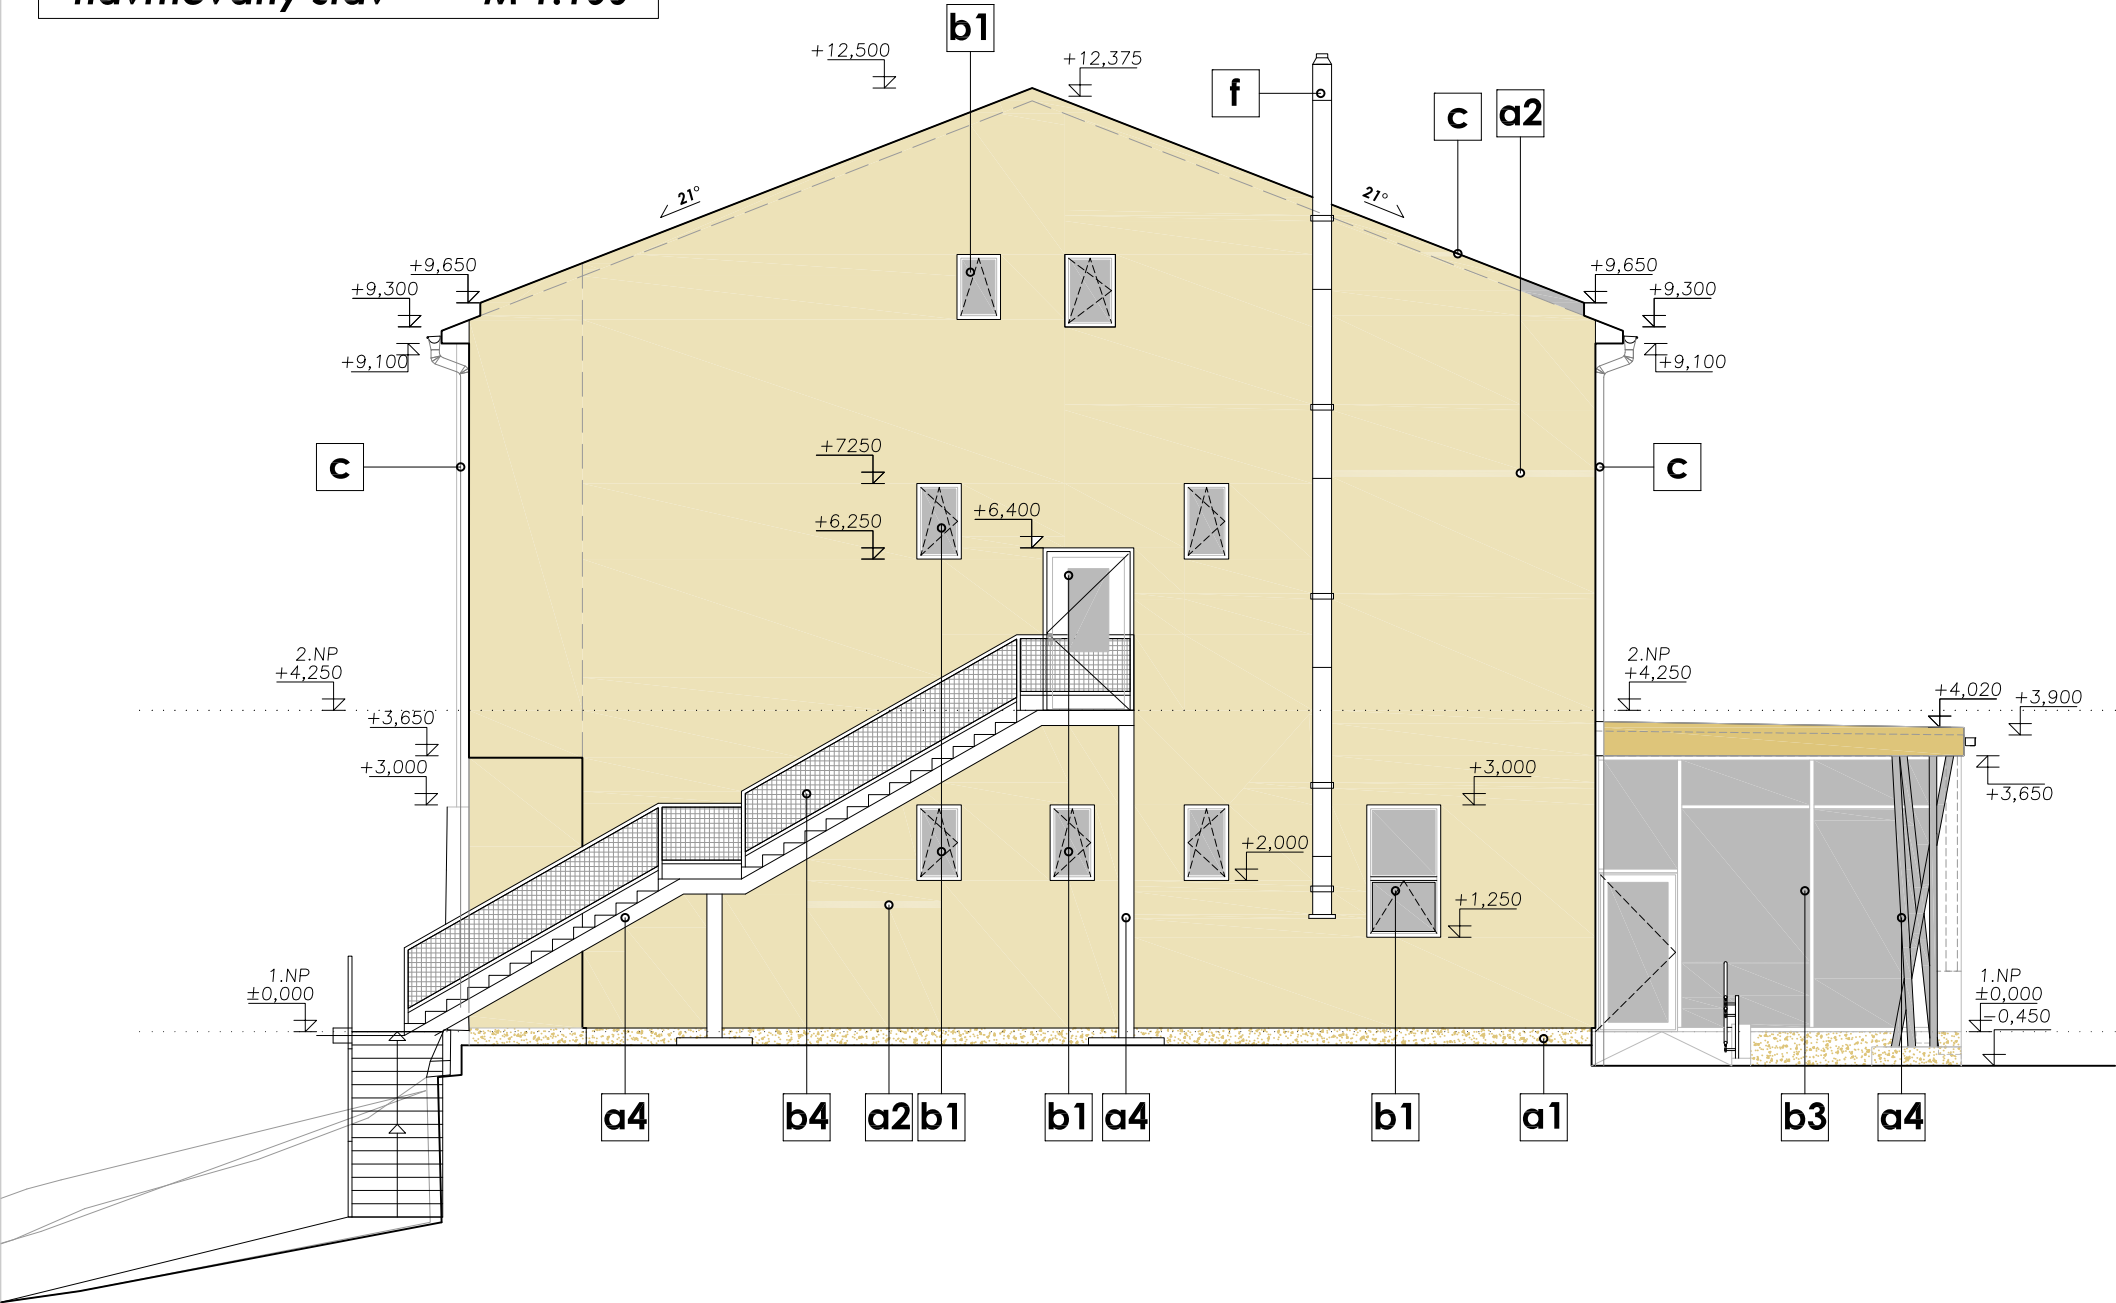 b1
+12,500
+12,375
f
c
a2
21°
21°
+9,650
+9,300
+9,100
+9,650
+9,300
+9,100
c
c
+7250
+6,250
+6,400
2.NP
+4,250
+3,650
+3,000
2.NP
+4,250
+4,020
+3,900
+3,650
+3,000
+2,000
+1,250
1.NP
±0,000
1.NP
±0,000
-0,450
a4
b4
a2
b1
b1
a4
b1
a1
b3
a4